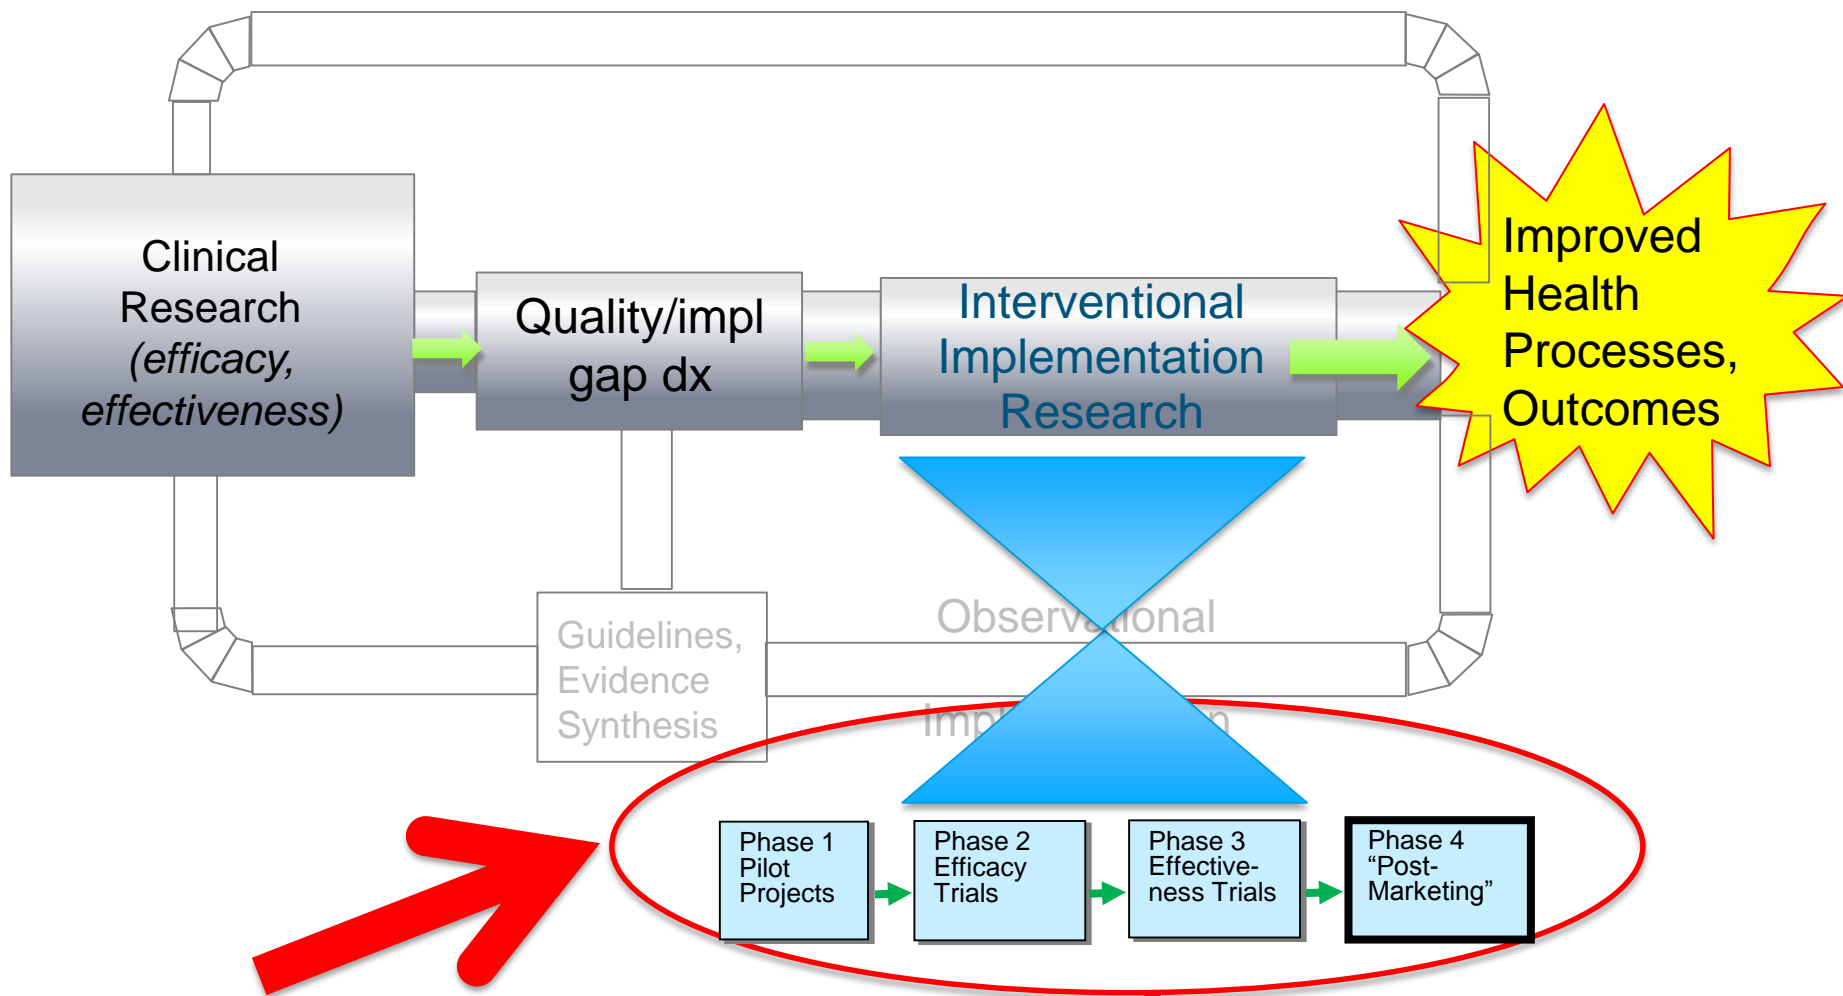 Clinical
Research
(efficacy,
effectiveness)
Quality/impl
gap dx
Interventional
Implementation
Research
Improved
Health
Processes,
Outcomes
Guidelines,
Evidence
Synthesis
Observational
Phase 1
Pilot
Projects
Phase 2
Efficacy
Trials
Phase 3
Effective-
ness Trials
Phase 4
“Post-
Marketing”